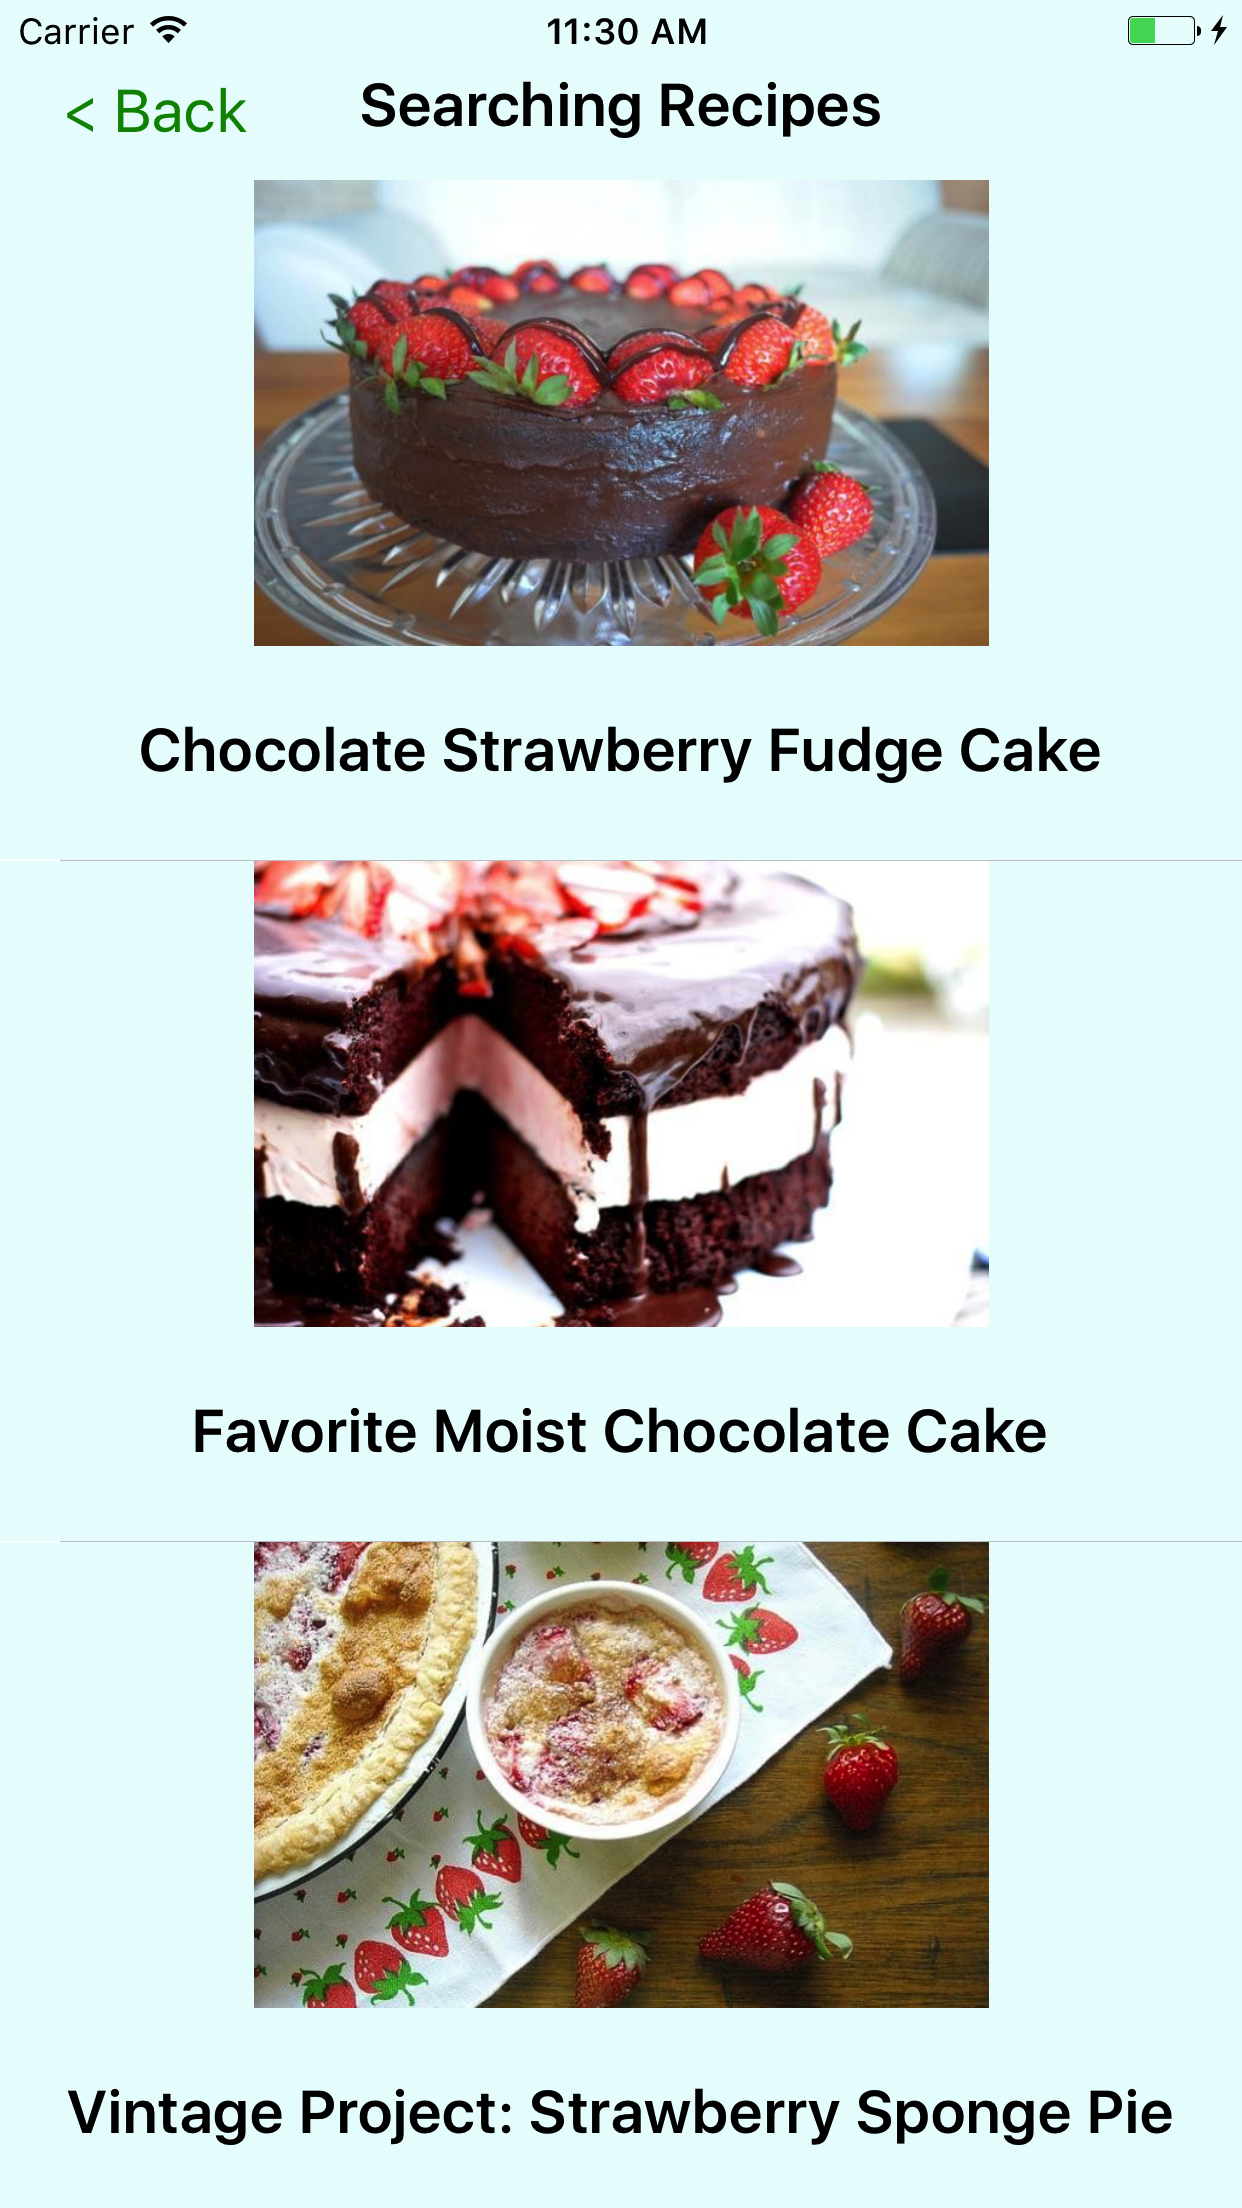 Carrier 11:30 AM
< Back Searching Recipes
Chocolate Strawberry Fudge Cake
Favorite Moist Chocolate Cake
Vintage Project: Strawberry Sponge Pie